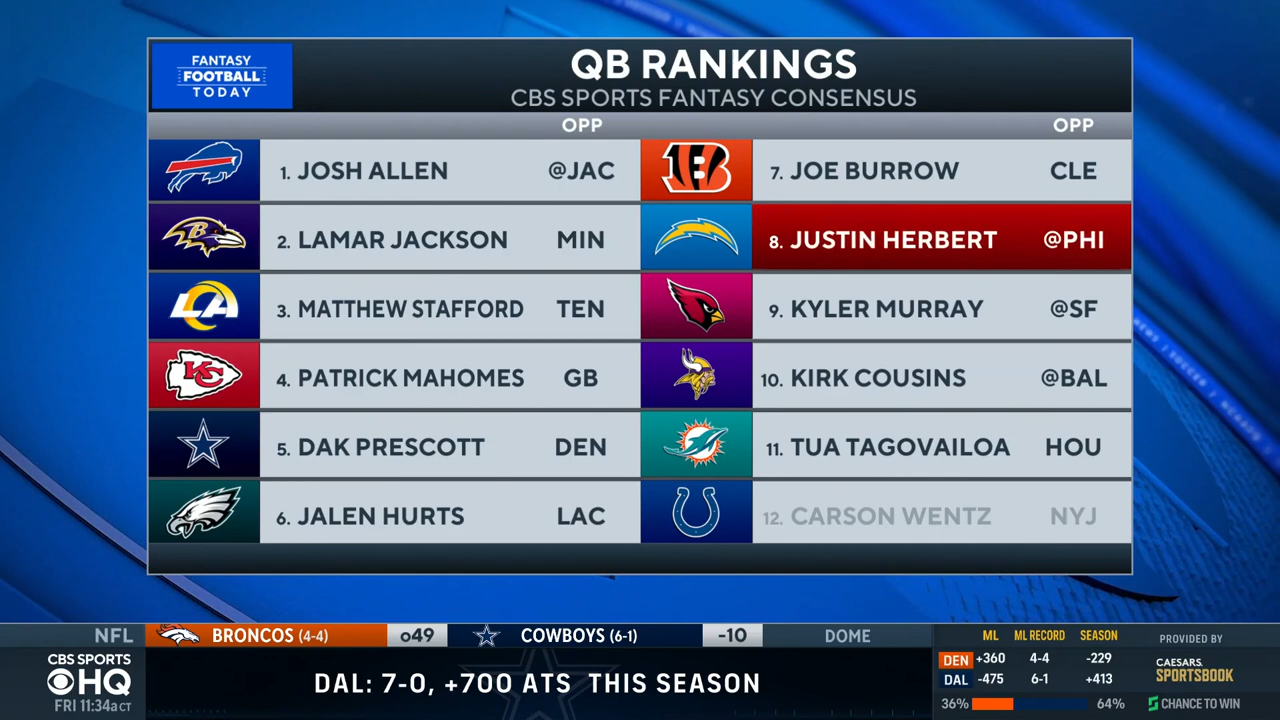 FANTASY
FOOTBALL
TODAY
QB RANKINGS
CBS SPORTS FANTASY CONSENSUS
OPP
OPP
1. JOSH ALLEN @JAC
2. LAMAR JACKSON MIN
3. MATTHEW STAFFORD TEN
4. PATRICK MAHOMES GB
5. DAK PRESCOTT DEN
6. JALEN HURTS LAC
7. JOE BURROW CLE
8. JUSTIN HERBERT @PHI
9. KYLER MURRAY @SF
10. KIRK COUSINS @BAL
11. TUA TAGOVAILOA HOU
12. CARSON WENTZ NYJ
NFL BRONCOS (4-4) o49 COWBOYS (6-1) -10 DOME
CBS SPORTS
HQ
FRI 11:34A CT
DAL: 7-0, +700 ATS THIS SEASON
ML ML RECORD SEASON
DEN +360 4-4 -229
DAL -475 6-1 +413
36% 64%
PROVIDED BY
CAESARS
SPORTSBOOK
CHANCE TO WIN